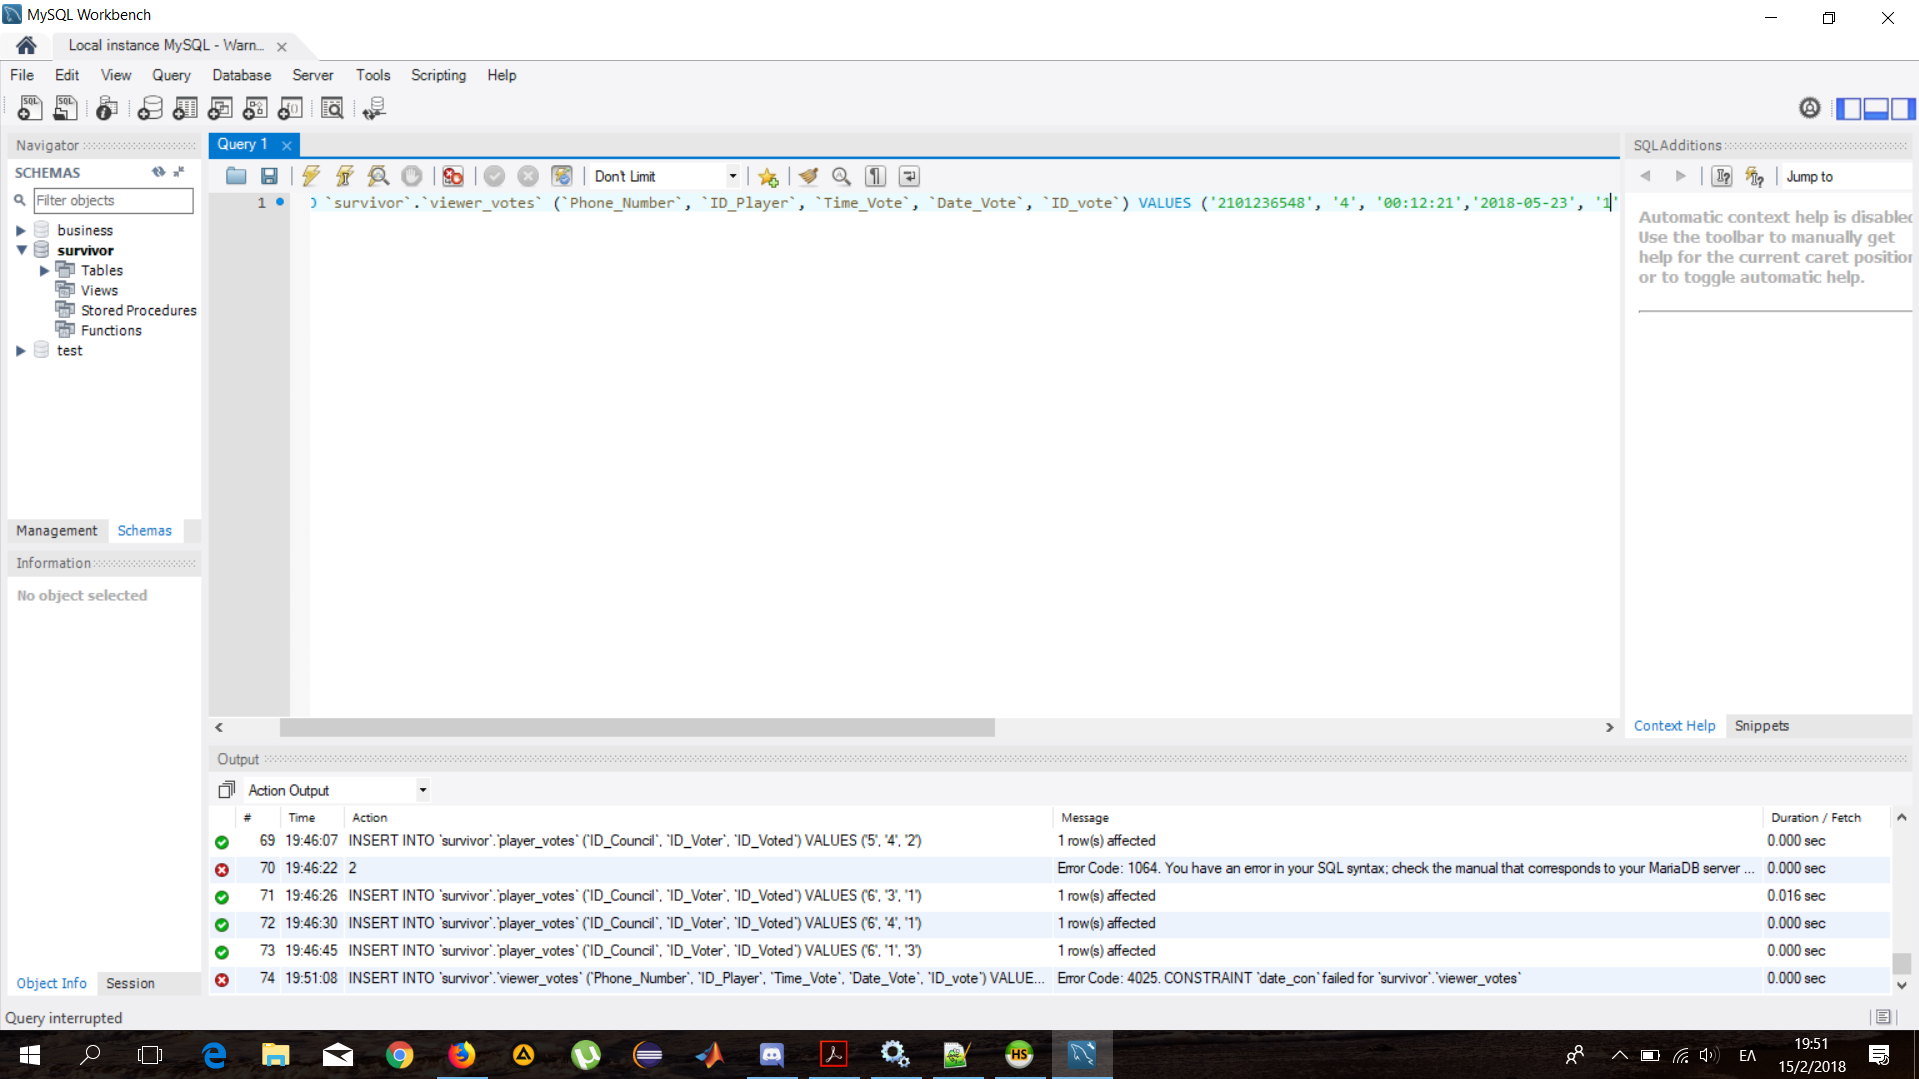 MySQL Workbench
Local instance MySQL - Warn...
File Edit View Query Database Server Tools Scripting Help
Navigator
SCHEMAS
Filter objects
business
survivor
Tables
Views
Stored Procedures
Functions
test
Management Schemas
Information
No object selected
Object Info Session
Query 1
Don't Limit
1
`survivor`.`viewer_votes` (`Phone_Number`, `ID_Player`, `Time_Vote`, `Date_Vote`, `ID_vote`) VALUES ('2101236548', '4', '00:12:21','2018-05-23', '1'
SQLAdditions
Jump to
Automatic context help is disabled
Use the toolbar to manually get
help for the current caret position
or to toggle automatic help.
Context Help Snippets
Output
Action Output
# Time Action Message Duration / Fetch
69 19:46:07 INSERT INTO `survivor`.`player_votes` (`ID_Council`, `ID_Voter`, `ID_Voted`) VALUES ('5', '4', '2') 1 row(s) affected 0.000 sec
70 19:46:22 2 Error Code: 1064. You have an error in your SQL syntax; check the manual that corresponds to your MariaDB server ... 0.000 sec
71 19:46:26 INSERT INTO `survivor`.`player_votes` (`ID_Council`, `ID_Voter`, `ID_Voted`) VALUES ('6', '3', '1') 1 row(s) affected 0.016 sec
72 19:46:30 INSERT INTO `survivor`.`player_votes` (`ID_Council`, `ID_Voter`, `ID_Voted`) VALUES ('6', '4', '1') 1 row(s) affected 0.000 sec
73 19:46:45 INSERT INTO `survivor`.`player_votes` (`ID_Council`, `ID_Voter`, `ID_Voted`) VALUES ('6', '1', '3') 1 row(s) affected 0.000 sec
74 19:51:08 INSERT INTO `survivor`.`viewer_votes` (`Phone_Number`, `ID_Player`, `Time_Vote`, `Date_Vote`, `ID_vote`) VALUE... Error Code: 4025. CONSTRAINT `date_con` failed for `survivor`.`viewer_votes` 0.000 sec
Query interrupted
HS
ΕΛ
19:51
15/2/2018